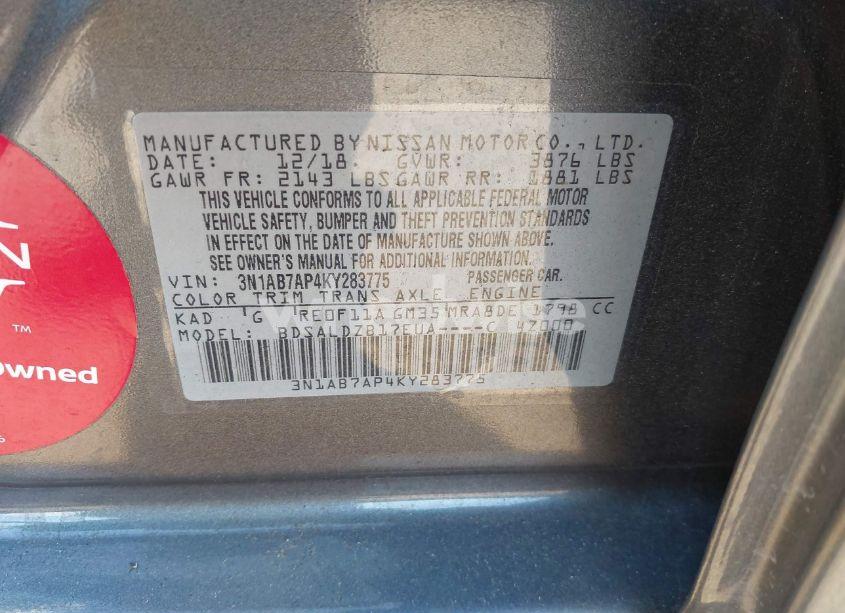 MANUFACTURED BY NISSAN MOTOR CO., LTD.
DATE: 12/18 GVWR: 3876 LBS
GAWR FR: 2143 LBS GAWR RR: 1881 LBS
THIS VEHICLE CONFORMS TO ALL APPLICABLE FEDERAL MOTOR
VEHICLE SAFETY, BUMPER AND THEFT PREVENTION STANDARDS
IN EFFECT ON THE DATE OF MANUFACTURE SHOWN ABOVE.
SEE OWNER'S MANUAL FOR ADDITIONAL INFORMATION.
VIN: 3N1AB7AP4KY283775 PASSENGER CAR.
COLOR TRIM TRANS AXLE ENGINE
KAD G RE0F11A GM35 MRA8DE 1798 CC
MODEL: BDSALDZB17EUA----C 47000
3N1AB7AP4KY283775
TM
Owned